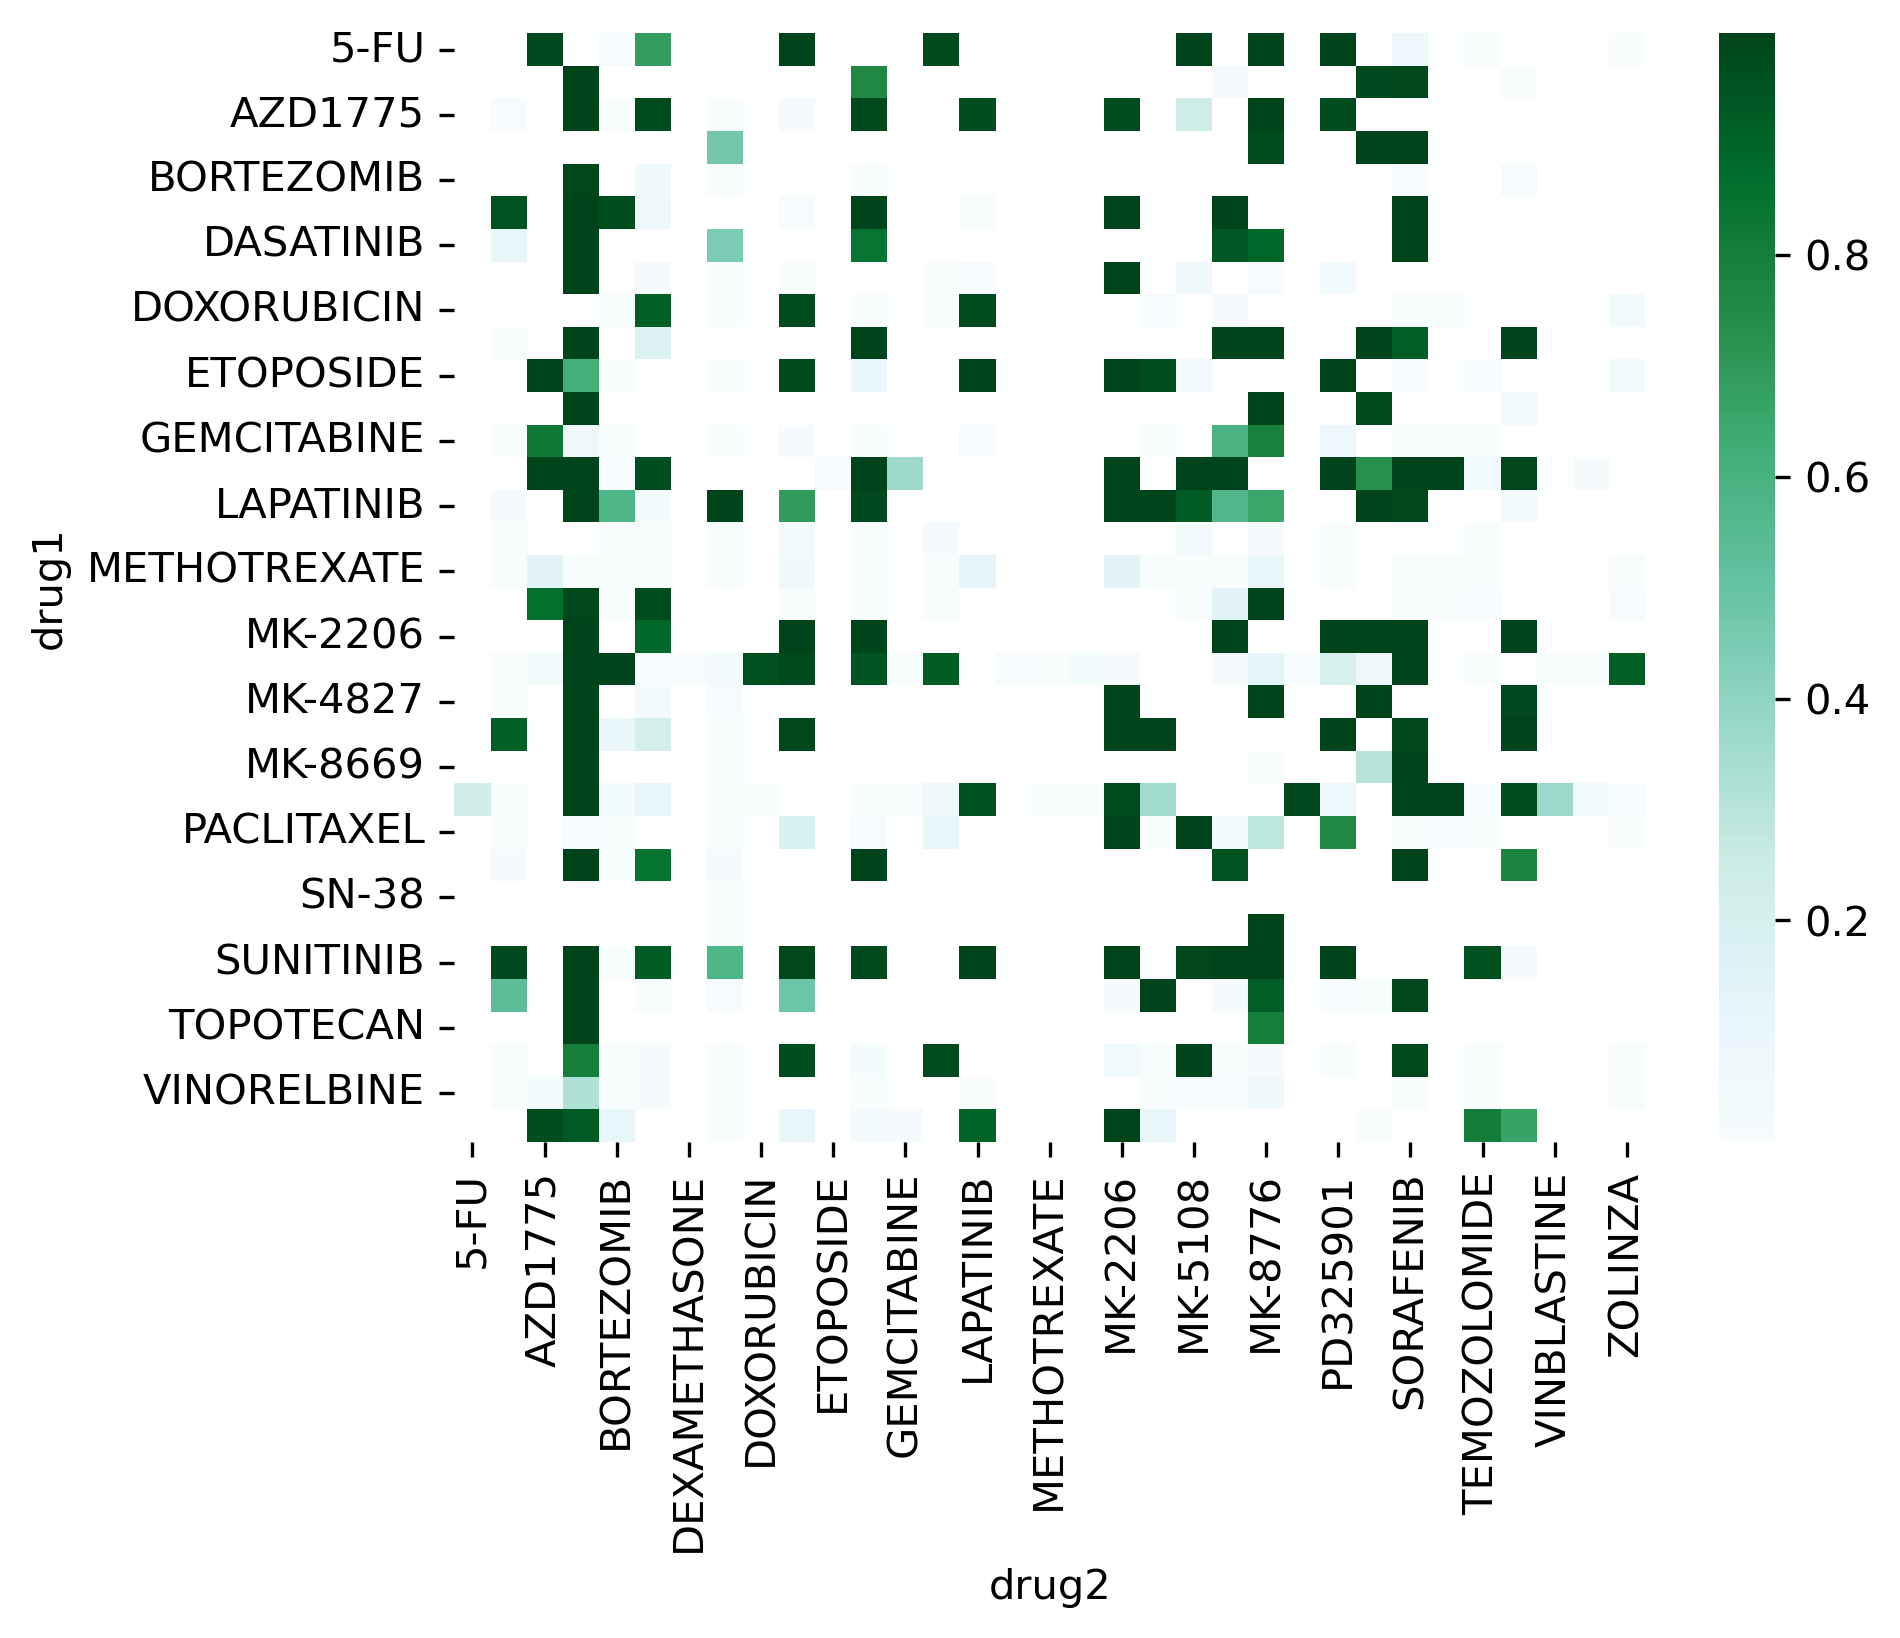 5-FU
AZD1775
BORTEZOMIB
DASATINIB
DOXORUBICIN
ETOPOSIDE
GEMCITABINE
LAPATINIB
METHOTREXATE
MK-2206
MK-4827
MK-8669
PACLITAXEL
SN-38
SUNITINIB
TOPOTECAN
VINORELBINE
drug1
5-FU
AZD1775
BORTEZOMIB
DEXAMETHASONE
DOXORUBICIN
ETOPOSIDE
GEMCITABINE
LAPATINIB
METHOTREXATE
MK-2206
MK-5108
MK-8776
PD325901
SORAFENIB
TEMOZOLOMIDE
VINBLASTINE
ZOLINZA
drug2
0.8
0.6
0.4
0.2